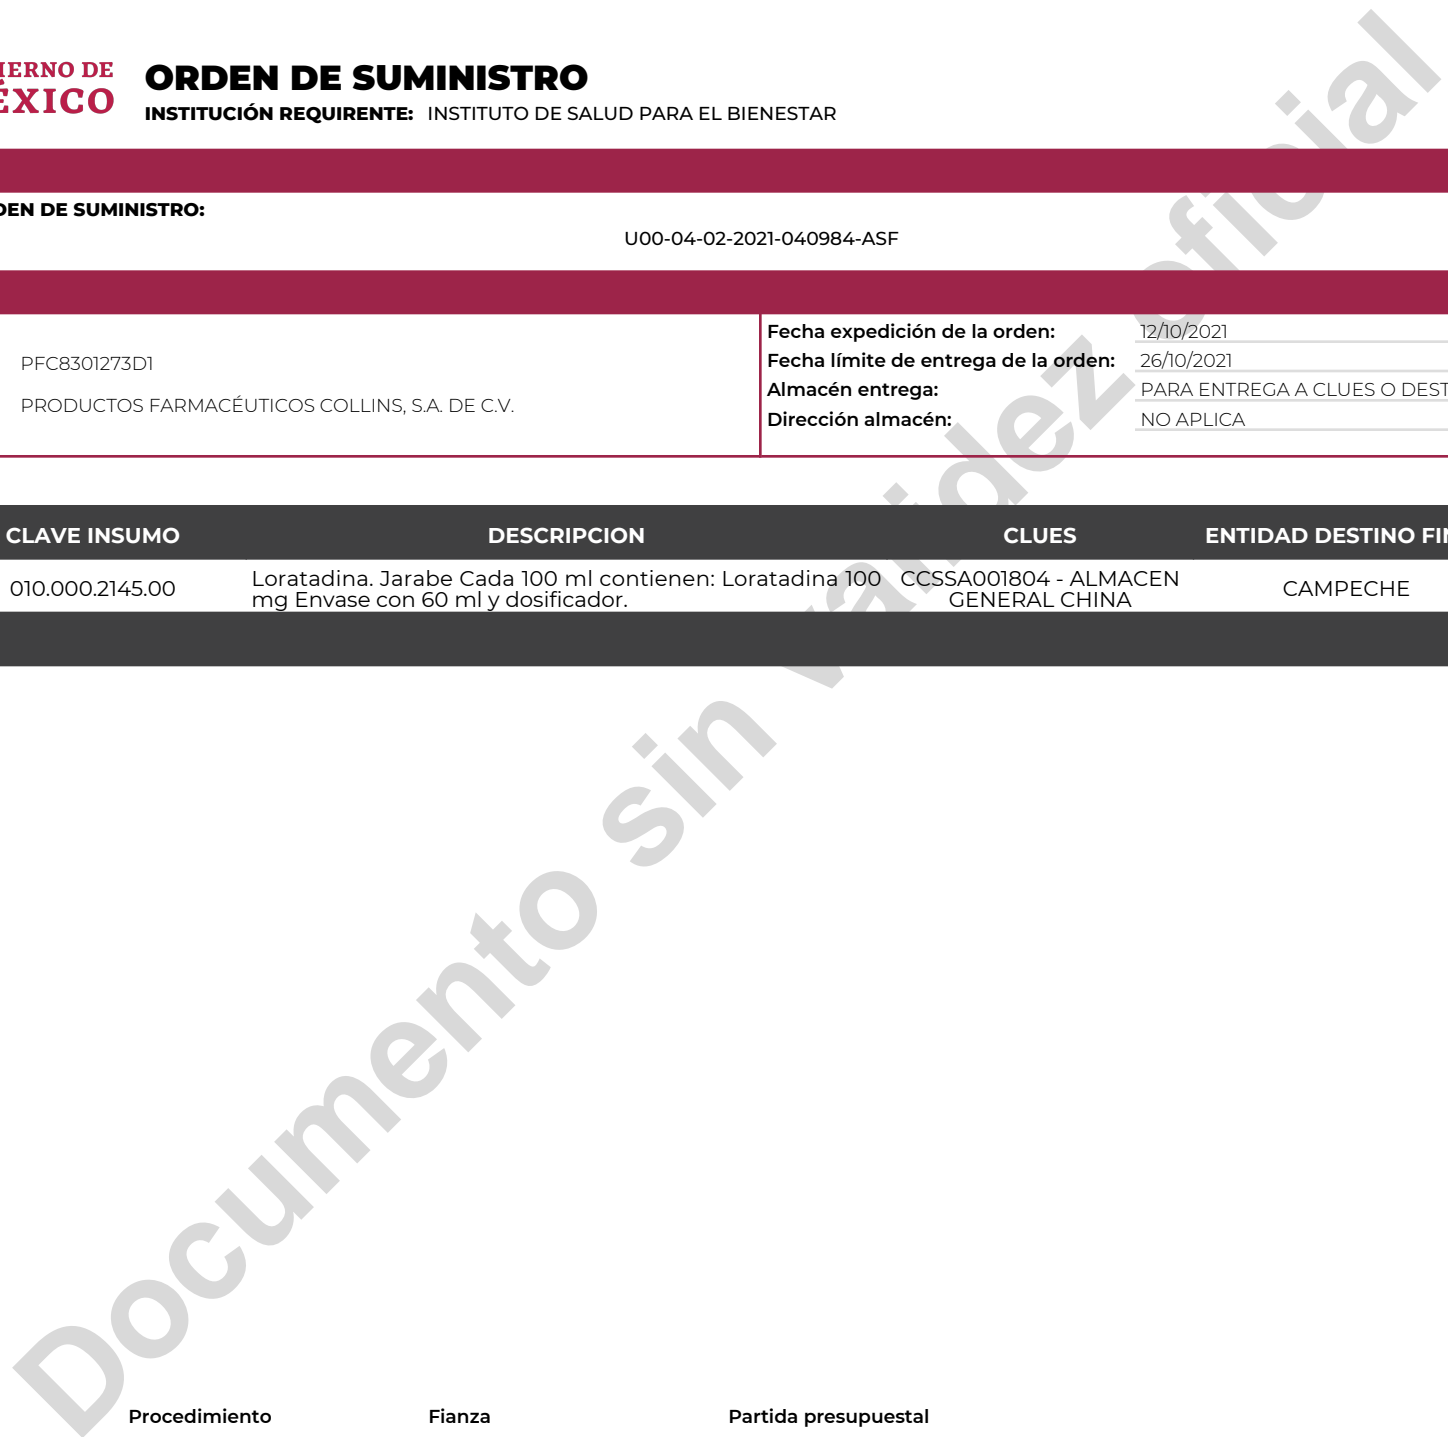 IERNO DE
ÉXICO
ORDEN DE SUMINISTRO
INSTITUCIÓN REQUIRENTE: INSTITUTO DE SALUD PARA EL BIENESTAR
DEN DE SUMINISTRO:
U00-04-02-2021-040984-ASF
PFC8301273D1
PRODUCTOS FARMACÉUTICOS COLLINS, S.A. DE C.V.
Fecha expedición de la orden: 12/10/2021
Fecha límite de entrega de la orden: 26/10/2021
Almacén entrega: PARA ENTREGA A CLUES O DEST
Dirección almacén: NO APLICA
CLAVE INSUMO DESCRIPCION CLUES ENTIDAD DESTINO FIN
010.000.2145.00 Loratadina. Jarabe Cada 100 ml contienen: Loratadina 100 CCSSA001804 - ALMACEN CAMPECHE
mg Envase con 60 ml y dosificador. GENERAL CHINA
Documento sin validez oficial
Procedimiento Fianza Partida presupuestal